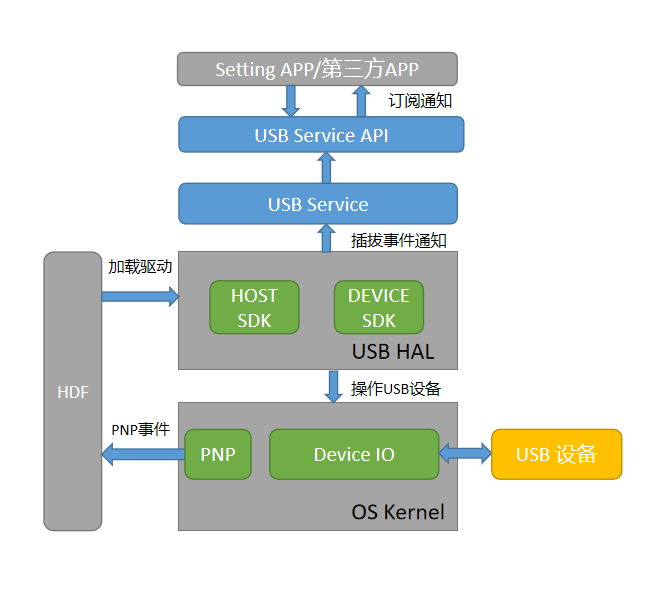 Setting APP/第三方APP
订阅通知
USB Service API
USB Service
插拔事件通知
加载驱动
HOST
SDK
DEVICE
SDK
USB HAL
HDF
操作USB设备
PNP事件
PNP
Device IO
USB 设备
OS Kernel